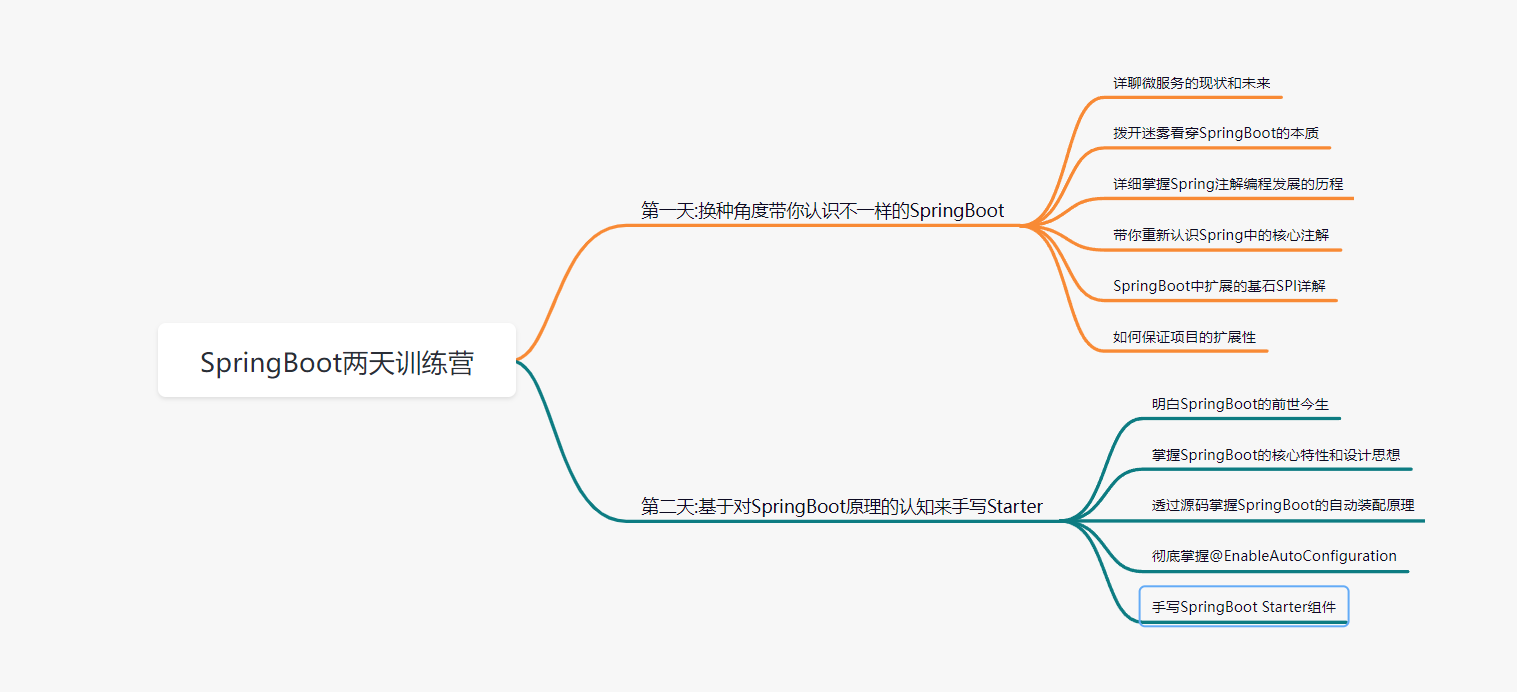 SpringBoot两天训练营
第一天:换种角度带你认识不一样的SpringBoot
详聊微服务的现状和未来
拨开迷雾看穿SpringBoot的本质
详细掌握Spring注解编程发展的历程
带你重新认识Spring中的核心注解
SpringBoot中扩展的基石SPI详解
如何保证项目的扩展性
第二天:基于对SpringBoot原理的认知来手写Starter
明白SpringBoot的前世今生
掌握SpringBoot的核心特性和设计思想
透过源码掌握SpringBoot的自动装配原理
彻底掌握@EnableAutoConfiguration
手写SpringBoot Starter组件